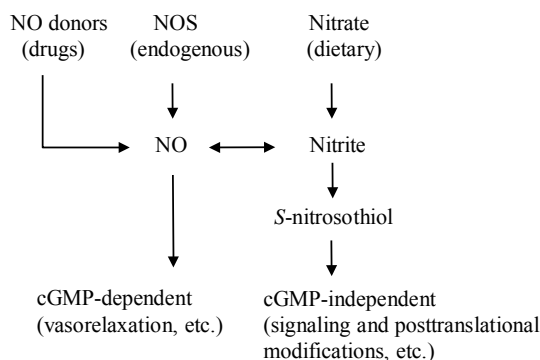 NO donors
(drugs)
NOS
(endogenous)
Nitrate
(dietary)
NO
Nitrite
S-nitrosothiol
cGMP-dependent
(vasorelaxation, etc.)
cGMP-independent
(signaling and posttranslational
modifications, etc.)